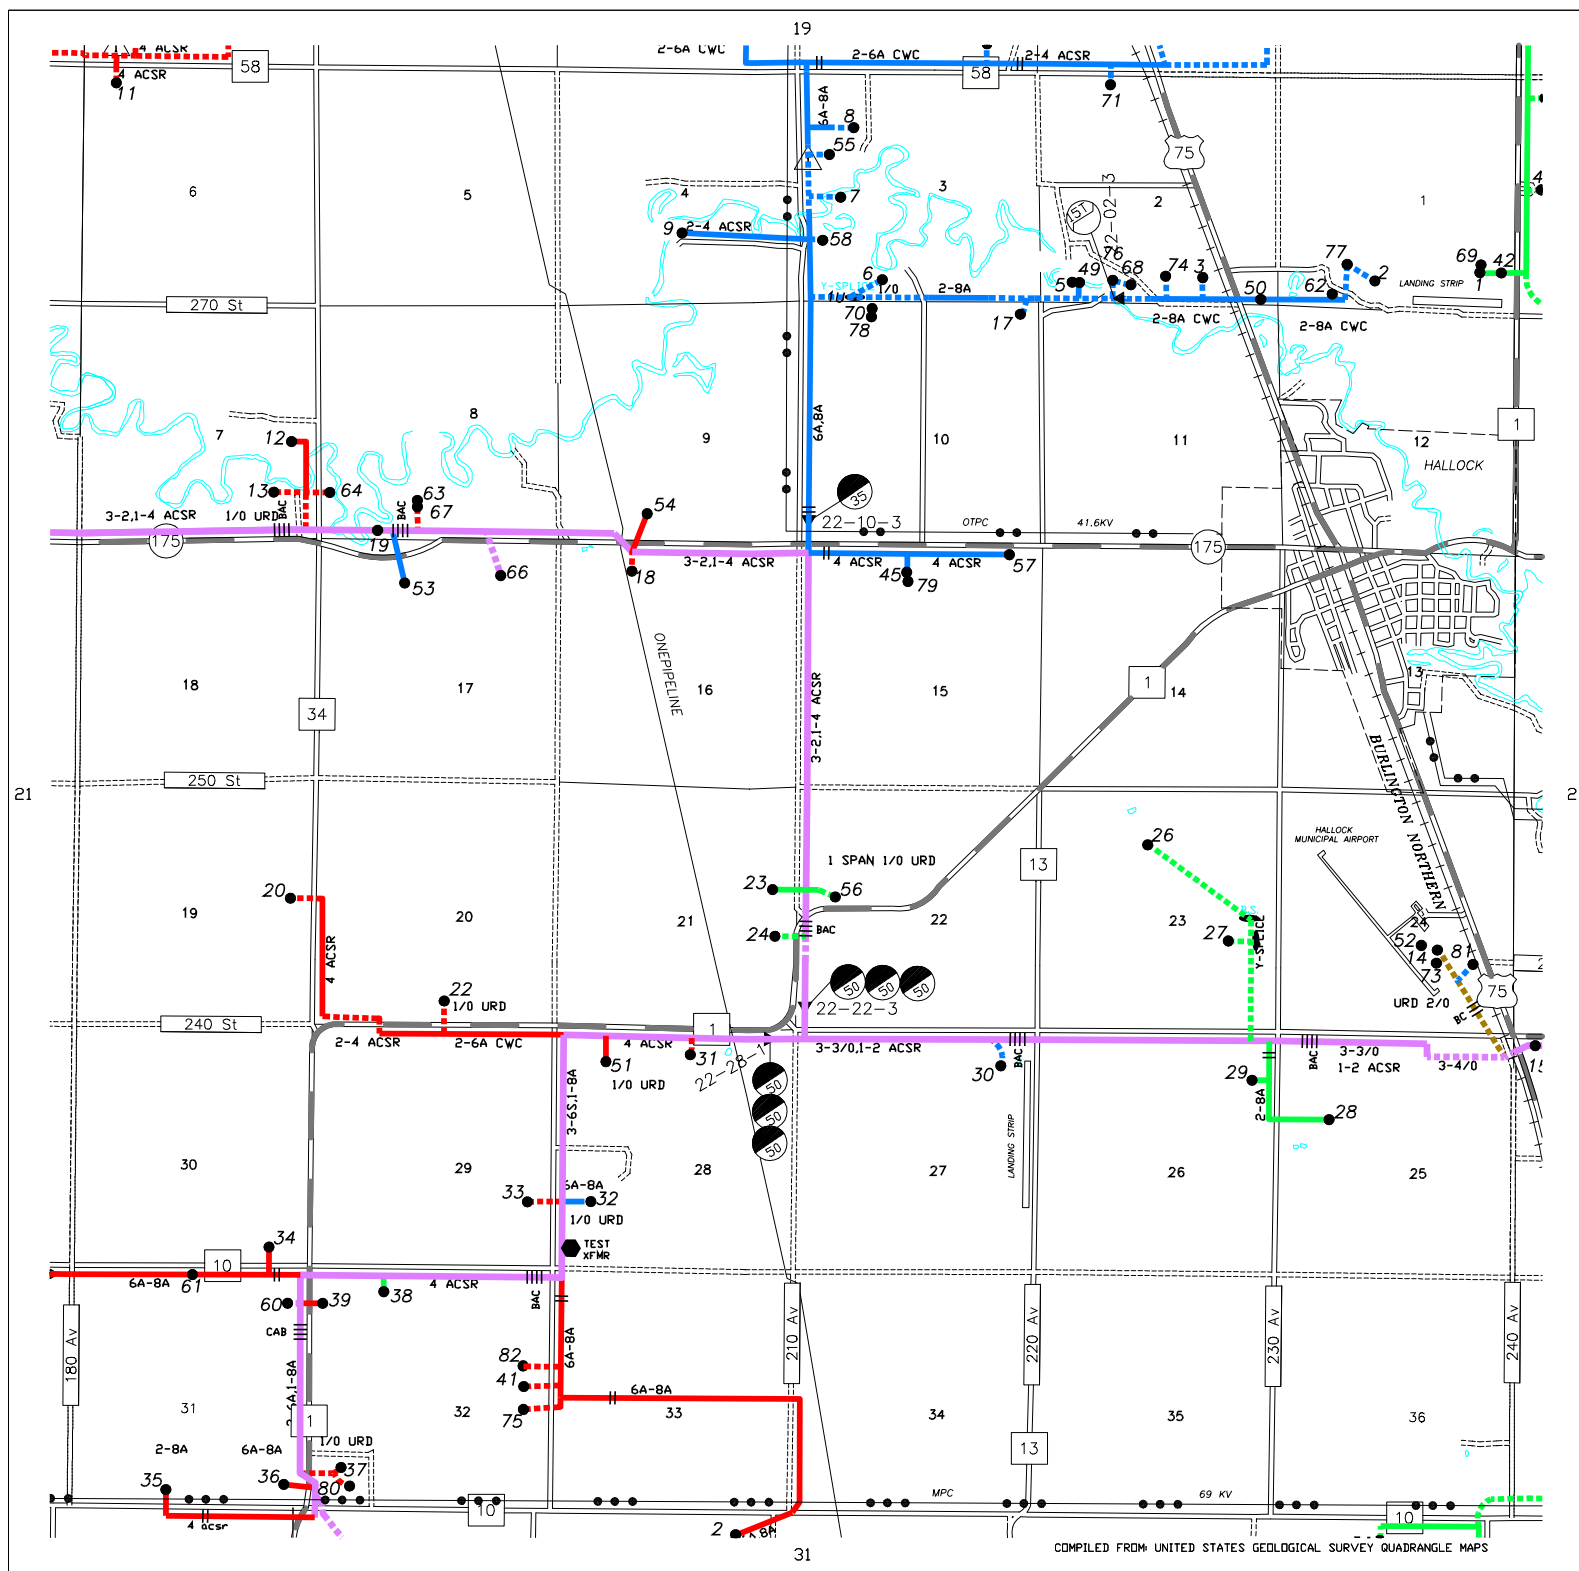 19
4 ACSR
58
4 ACSR
11
2-6A CWC
2-6A CWC
2-4 ACSR
58
71
6A-8A
8
55
75
7
6
5
4
3
2
1
22-02-3
15T
9
2-4 ACSR
58
6
Y-SPLICE
1/0
2-8A
70
78
17
5
49
76
68
74
3
50
62
77
2
69
42
1
LANDING STRIP
2-8A CWC
2-8A CWC
270 St
7
8
9
10
11
12
HALLOCK
1
6A,8A
12
13
64
63
67
54
35
22-10-3
3-2,1-4 ACSR
1/0 URD
BAC
BAC
19
175
53
66
18
3-2,1-4 ACSR
4 ACSR
4 ACSR
45
79
57
OTPC
41.6KV
175
18
17
16
15
14
13
34
ONEPIPELINE
3-2,1-4 ACSR
1
BURLINGTON NORTHERN
250 St
21
2
HALLOCK
MUNICIPAL AIRPORT
26
13
1 SPAN 1/0 URD
23
56
24
BAC
20
4 ACSR
19
20
21
22
23
24
27
Y-SPLICE
52
14
73
81
URD 2/0
BC
75
50
50
50
22-22-3
22
1/0 URD
240 St
2-4 ACSR
2-6A CWC
4 ACSR
1
3-3/0,1-2 ACSR
BAC
BAC
3-3/0
1-2 ACSR
3-4/0
15
51
1/0 URD
31
22-28-1
50
50
50
30
29
2-8A
28
3-6S,1-8A
LANDING STRIP
30
29
28
27
26
25
33
6A-8A
32
1/0 URD
TEST
XFMR
34
10
6A-8A
61
4 ACSR
38
BAC
60
39
CAB
180 Av
210 Av
220 Av
230 Av
240 Av
6A-8A
82
41
75
6A-8A
31
32
33
34
35
36
1
2-8A
6A-8A
1/0 URD
35
36
37
80
4 acsr
10
2
MPC
69 KV
13
10
31
COMPILED FROM: UNITED STATES GEOLOGICAL SURVEY QUADRANGLE MAPS